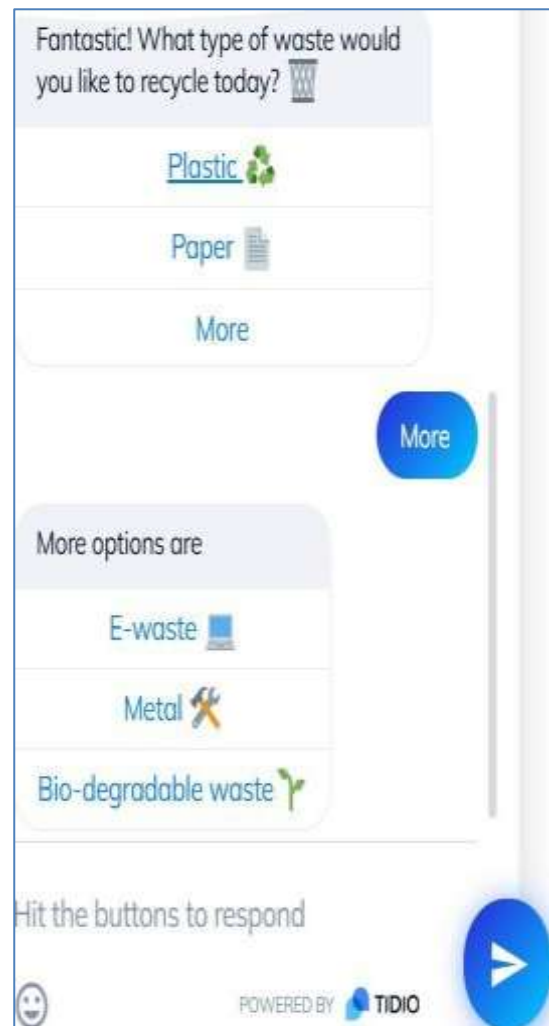 Fantastic! What type of waste would
you like to recycle today? 🗑️
Plastic ♻️
Paper 📄
More
More
More options are
E-waste 💻
Metal 🛠️
Bio-degradable waste 🌱
Hit the buttons to respond
POWERED BY TIDIO